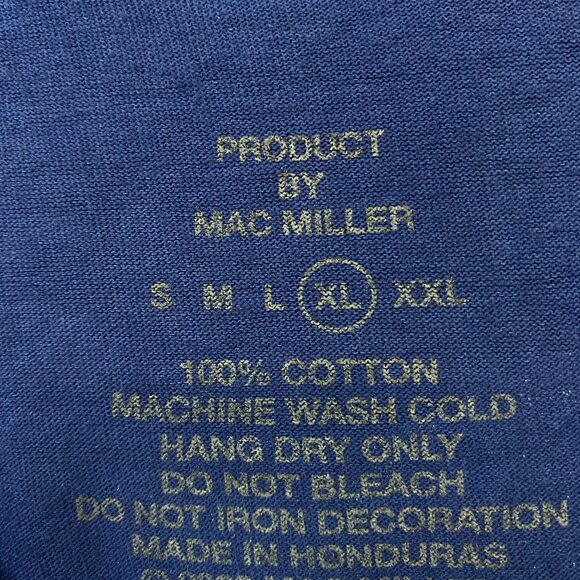 PRODUCT
BY
MAC MILLER
S M L XL XXL
100% COTTON
MACHINE WASH COLD
HANG DRY ONLY
DO NOT BLEACH
DO NOT IRON DECORATION
MADE IN HONDURAS
©